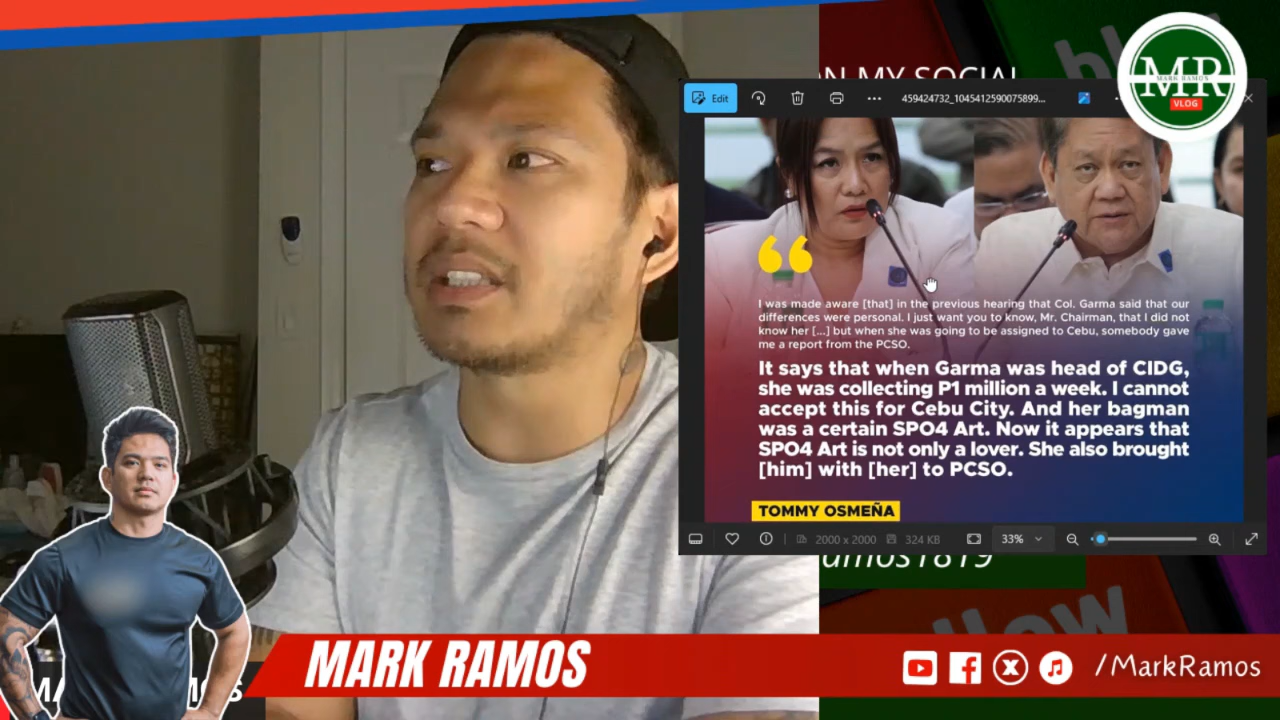 ON MY SOCIAL
MR
MARK RAMOS
VLOG
Edit
459424732_1045412590075899...
“
I was made aware [that] in the previous hearing that Col. Garma said that our
differences were personal. I just want you to know, Mr. Chairman, that I did not
know her [...] but when she was going to be assigned to Cebu, somebody gave
me a report from the PCSO.
It says that when Garma was head of CIDG,
she was collecting P1 million a week. I cannot
accept this for Cebu City. And her bagman
was a certain SPO4 Art. Now it appears that
SPO4 Art is not only a lover. She also brought
[him] with [her] to PCSO.
TOMMY OSMEÑA
2000 x 2000
324 KB
33%
amos1819
MARK RAMOS
/MarkRamos